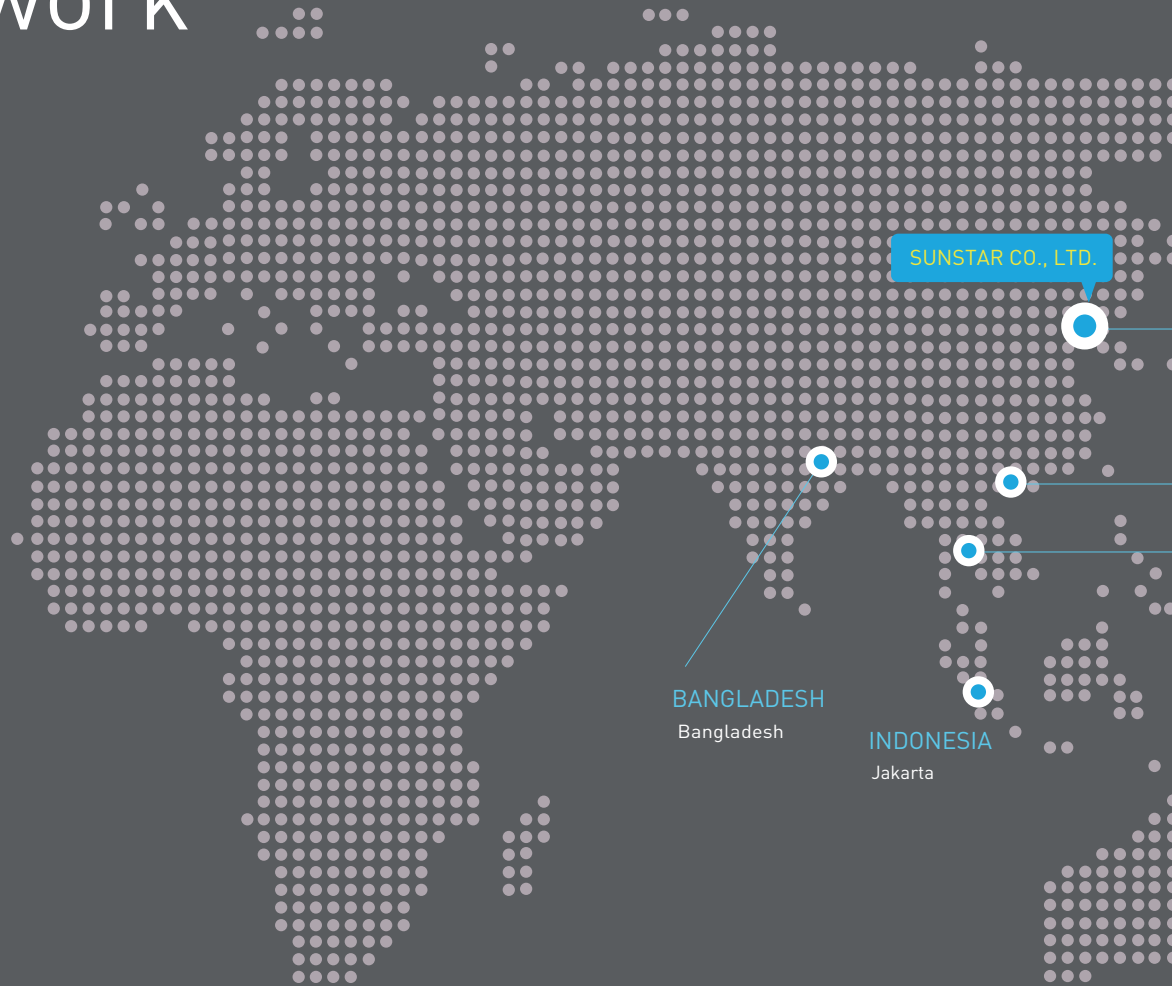 work
SUNSTAR CO., LTD.
BANGLADESH
Bangladesh
INDONESIA
Jakarta